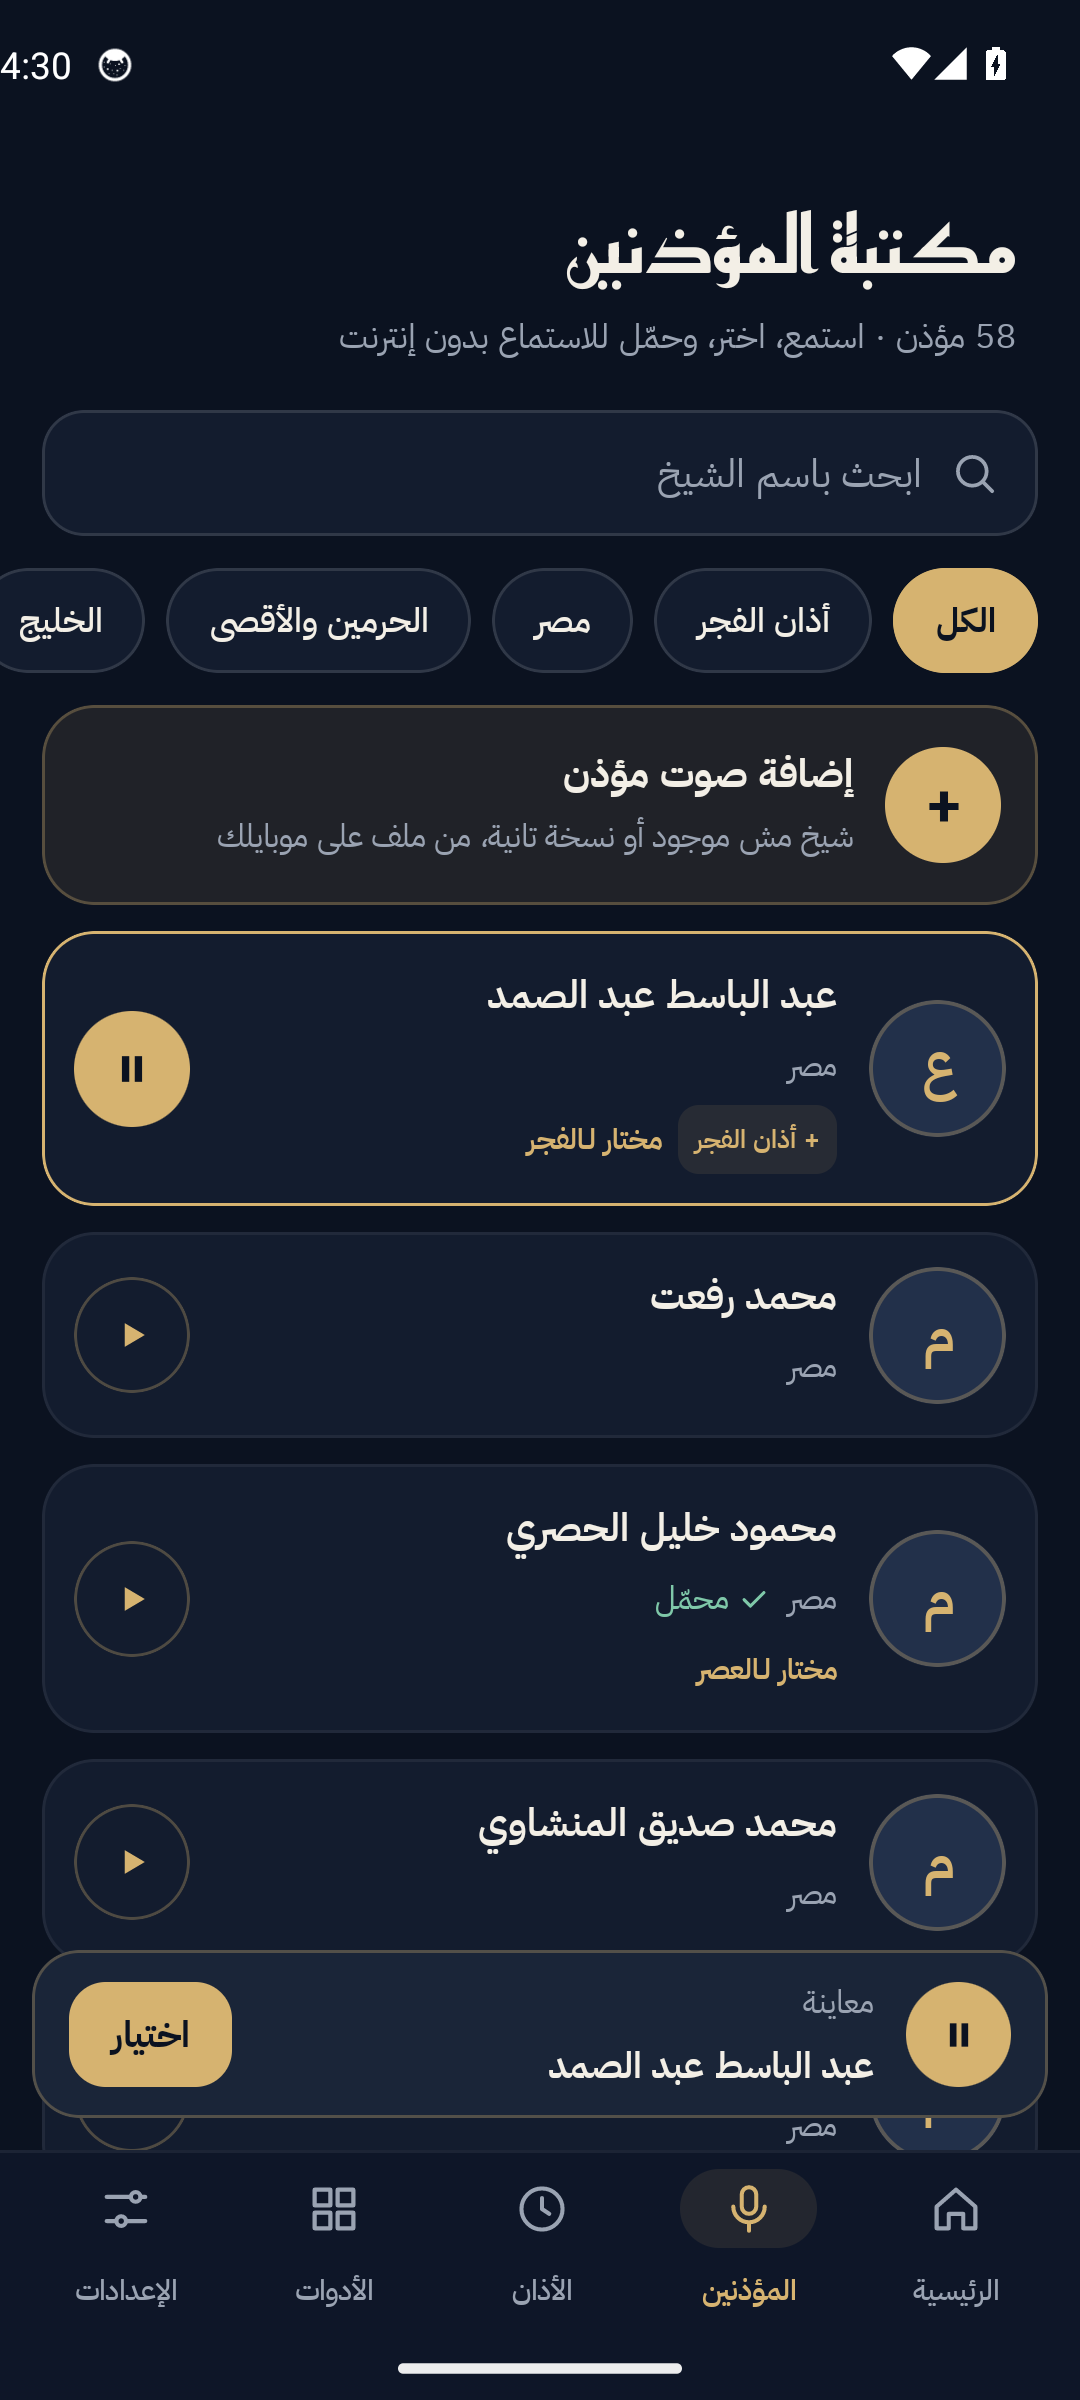 4:30
مكتبة المؤذنين
58 مؤذن · استمع، اختر، وحمّل للاستماع بدون إنترنت
ابحث باسم الشيخ
الكل أذان الفجر مصر الحرمين والأقصى الخليج
إضافة صوت مؤذن
شيخ مش موجود أو نسخة تانية، من ملف على موبايلك
ع
عبد الباسط عبد الصمد
مصر
+ أذان الفجر مختار لـالفجر
م
محمد رفعت
مصر
م
محمود خليل الحصري
مصر ✓ محمّل
مختار لـالعصر
م
محمد صديق المنشاوي
مصر
معاينة
عبد الباسط عبد الصمد
اختيار
مصر
الرئيسية المؤذنين الأذان الأدوات الإعدادات